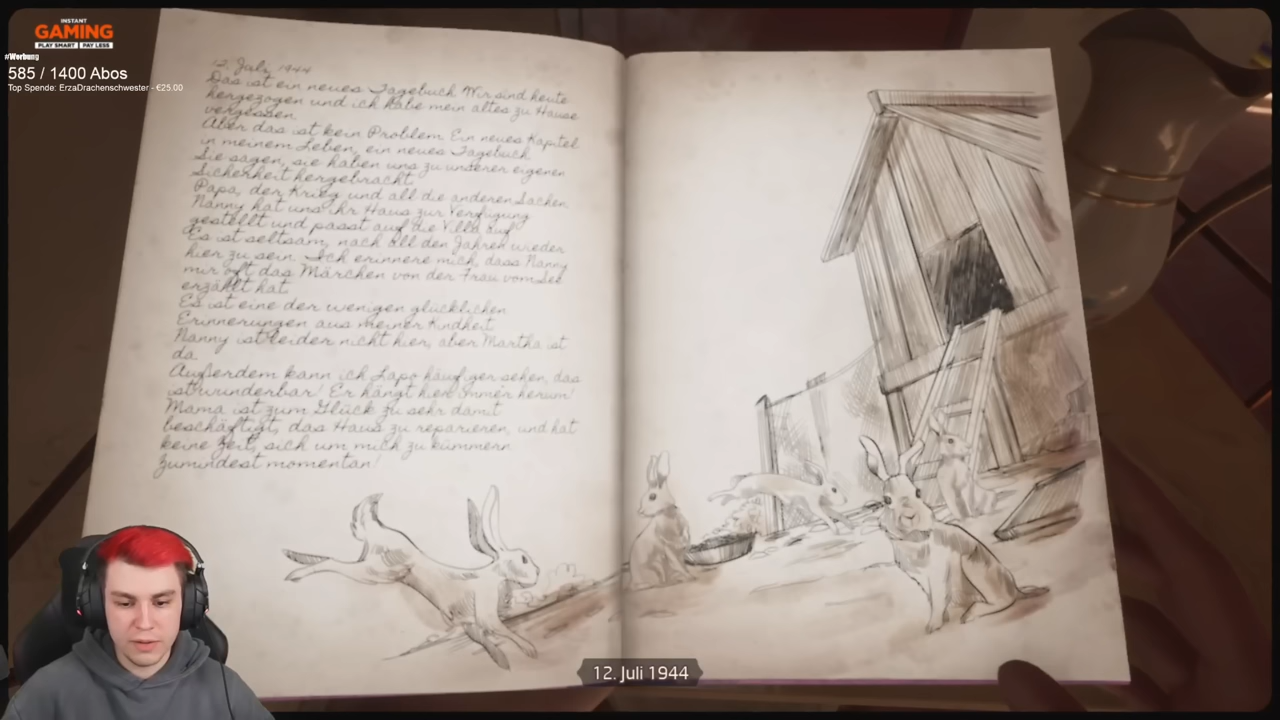 INSTANT
GAMING
PLAY SMART | PAY LESS
#Werbung
585 / 1400 Abos
Top Spende: ErzaDrachenschwester - €25.00
12. Juli 1944
Das ist ein neues Tagebuch. Wir sind heute
hergezogen und ich habe mein altes zu Hause
vergessen.
Aber das ist kein Problem. Ein neues Kapitel
in meinem Leben, ein neues Tagebuch.
Sie sagen, sie haben uns zu unserer eigenen
Sicherheit hergebracht.
Papa, der Krieg und all die anderen Sachen.
Nanny hat uns ihr Haus zur Verfügung
gestellt und passt auf die Villa auf.
Es ist seltsam, nach all den Jahren wieder
hier zu sein. Ich erinnere mich, dass Nanny
mir oft das Märchen von der Frau vom See
erzählt hat.
Es ist eine der wenigen glücklichen
Erinnerungen aus meiner Kindheit.
Nanny ist leider nicht hier, aber Martha ist
da.
Außerdem kann ich Lapo häufiger sehen, das
ist wunderbar! Er hängt hier immer herum!
Mama ist zum Glück zu sehr damit
beschäftigt, das Haus zu reparieren, und hat
keine Zeit, sich um mich zu kümmern.
Zumindest momentan!
12. Juli 1944